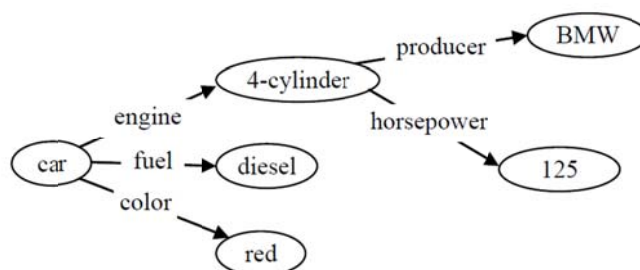 producer
BMW
4-cylinder
engine
horsepower
car
fuel
diesel
125
color
red